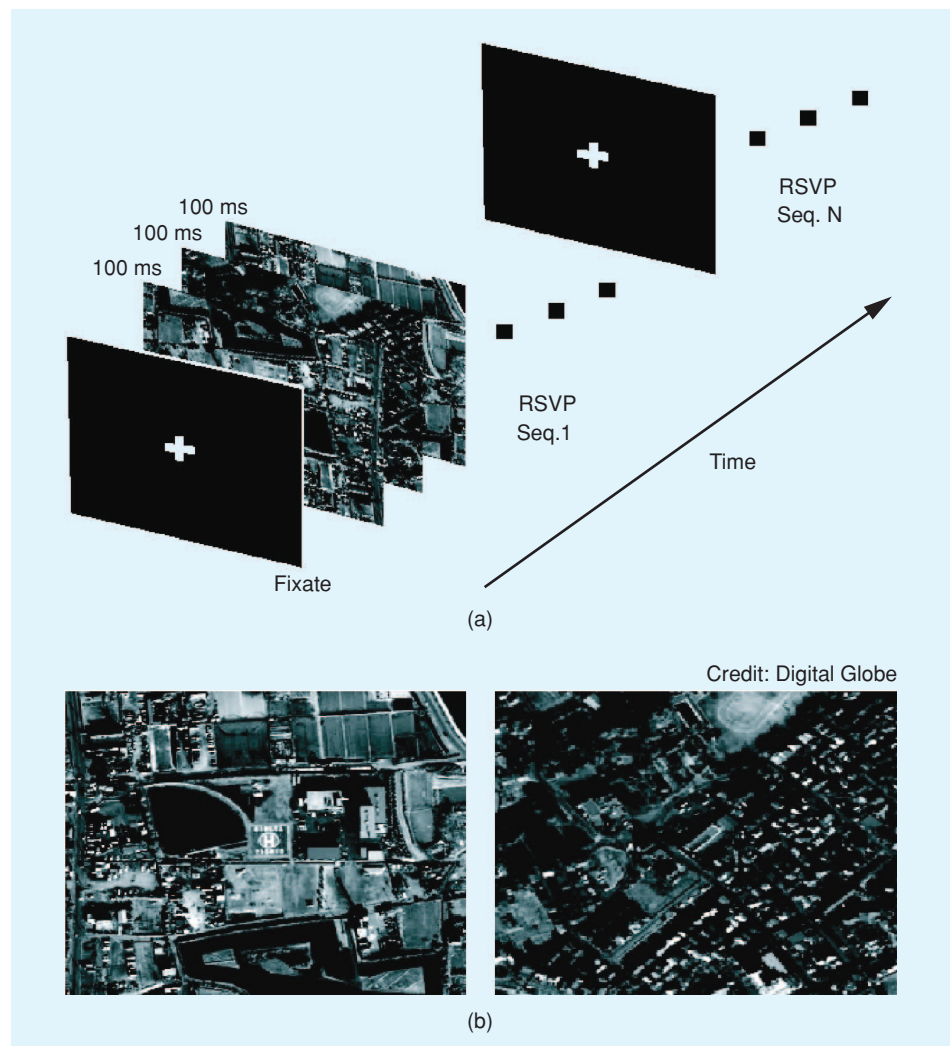 100 ms
100 ms
100 ms
RSVP
Seq. N
RSVP
Seq.1
Time
Fixate
(a)
Credit: Digital Globe
H
(b)